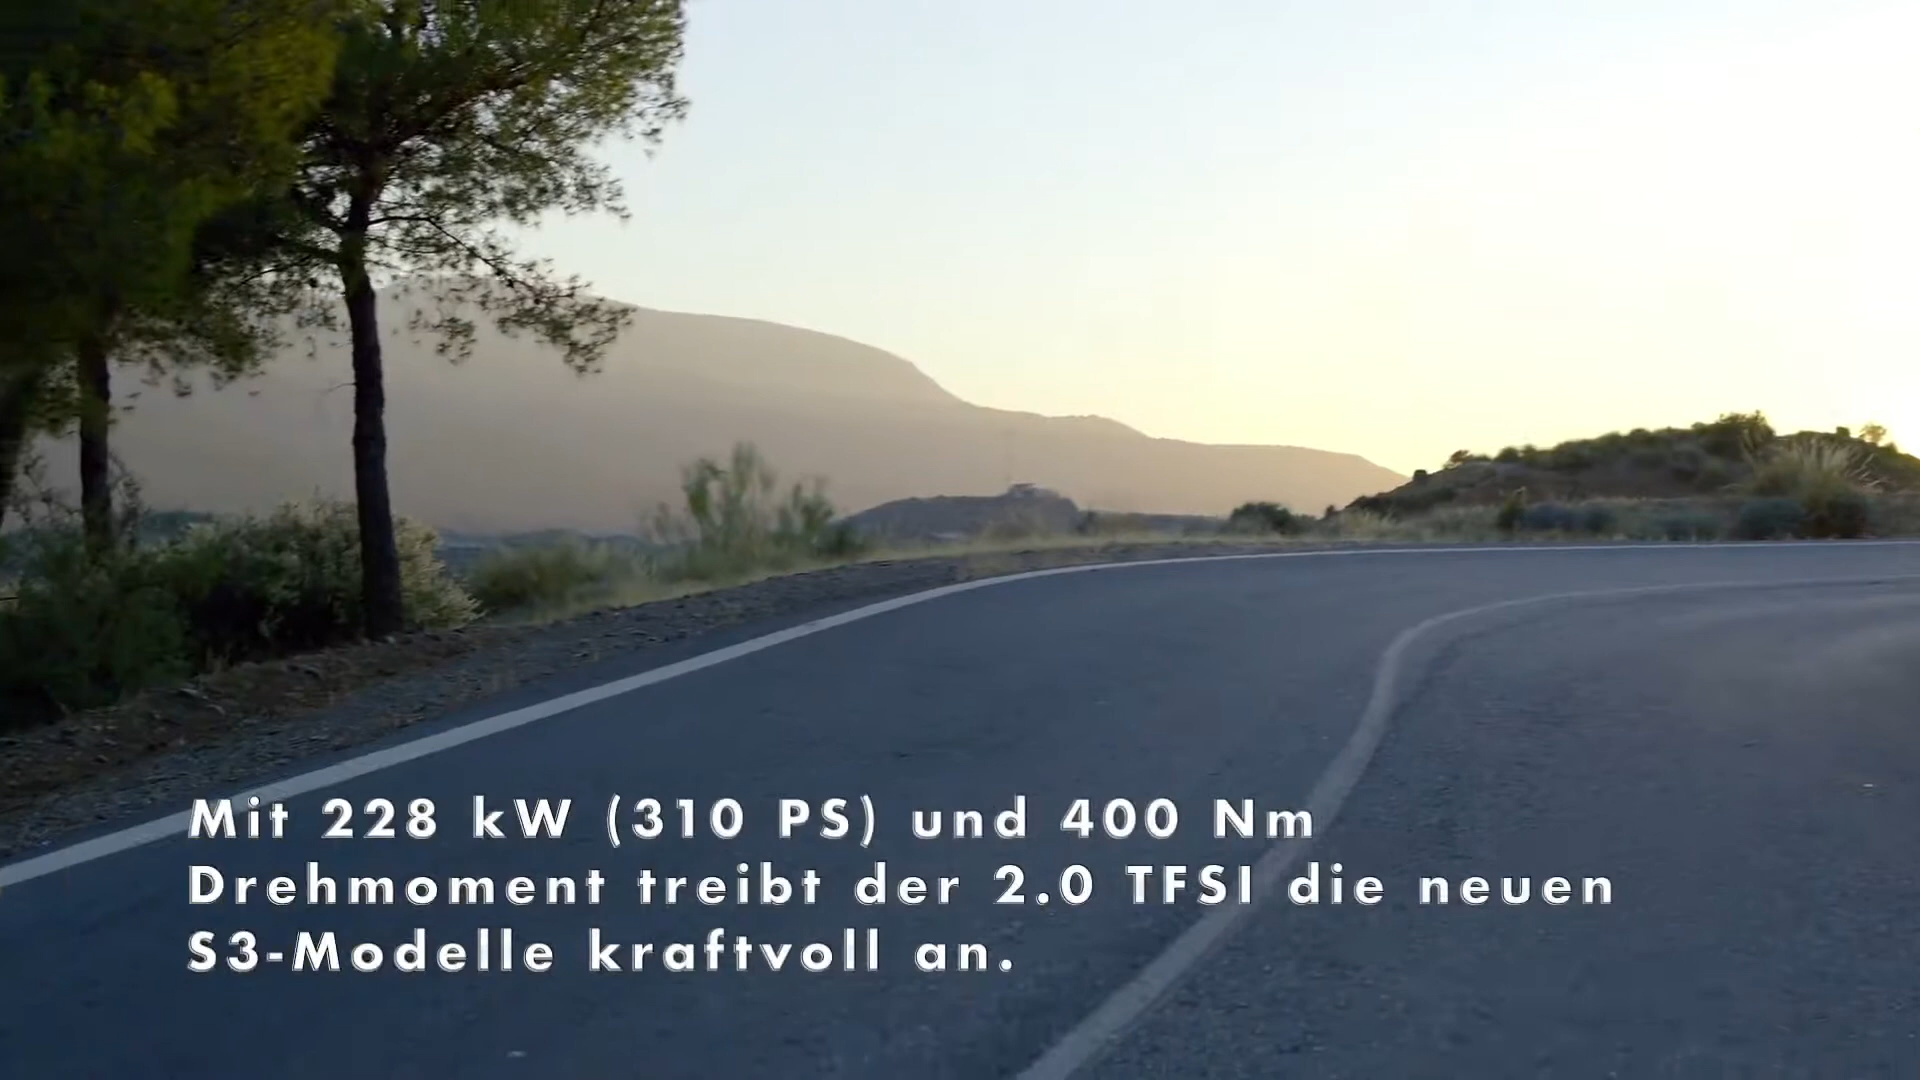 Mit 228 kW (310 PS) und 400 Nm
Drehmoment treibt der 2.0 TFSI die neuen
S3-Modelle kraftvoll an.